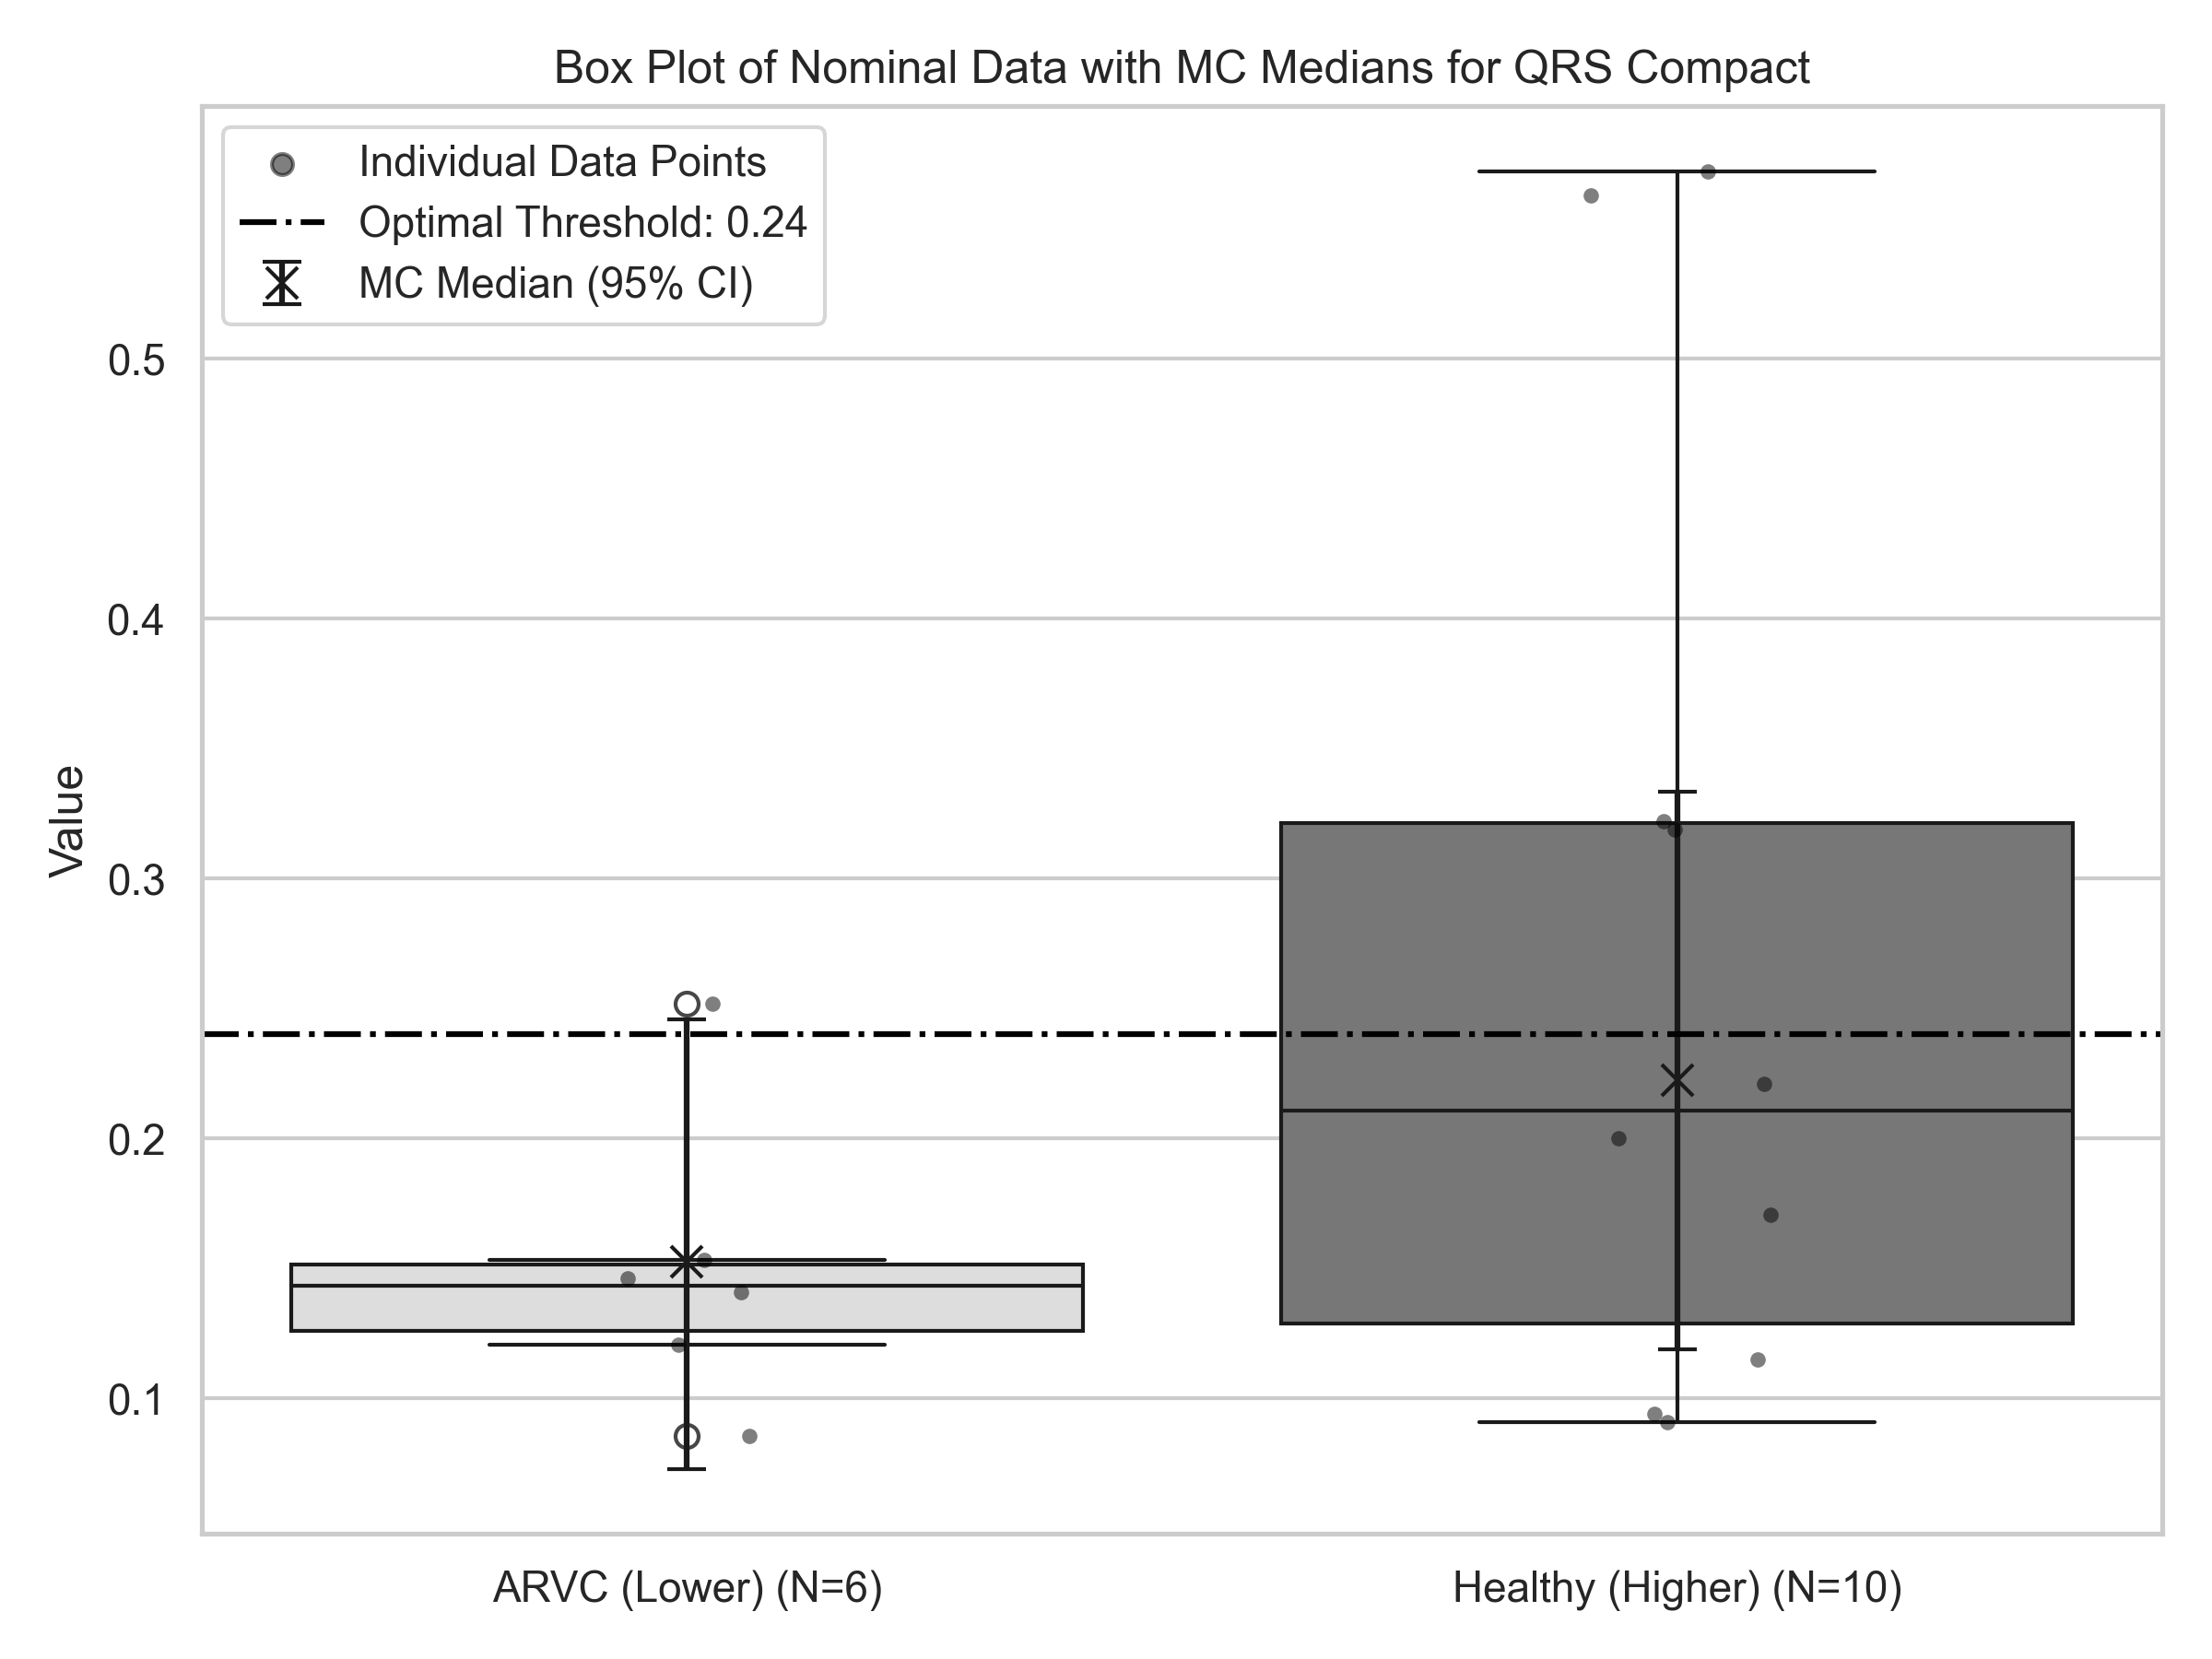 Box Plot of Nominal Data with MC Medians for QRS Compact
Individual Data Points
Optimal Threshold: 0.24
MC Median (95% CI)
Value
0.5
0.4
0.3
0.2
0.1
ARVC (Lower) (N=6)
Healthy (Higher) (N=10)